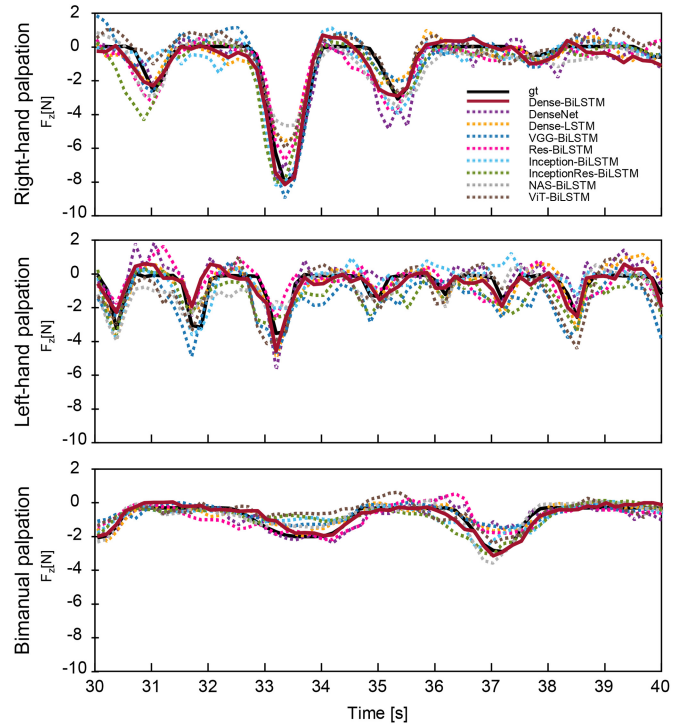 Right-hand palpation
F_z[N]
2
0
-2
-4
-6
-8
-10
gt
Dense-BiLSTM
DenseNet
Dense-LSTM
VGG-BiLSTM
Res-BiLSTM
Inception-BiLSTM
InceptionRes-BiLSTM
NAS-BiLSTM
ViT-BiLSTM
Left-hand palpation
F_z[N]
2
0
-2
-4
-6
-8
-10
Bimanual palpation
F_z[N]
2
0
-2
-4
-6
-8
-10
30 31 32 33 34 35 36 37 38 39 40
Time [s]